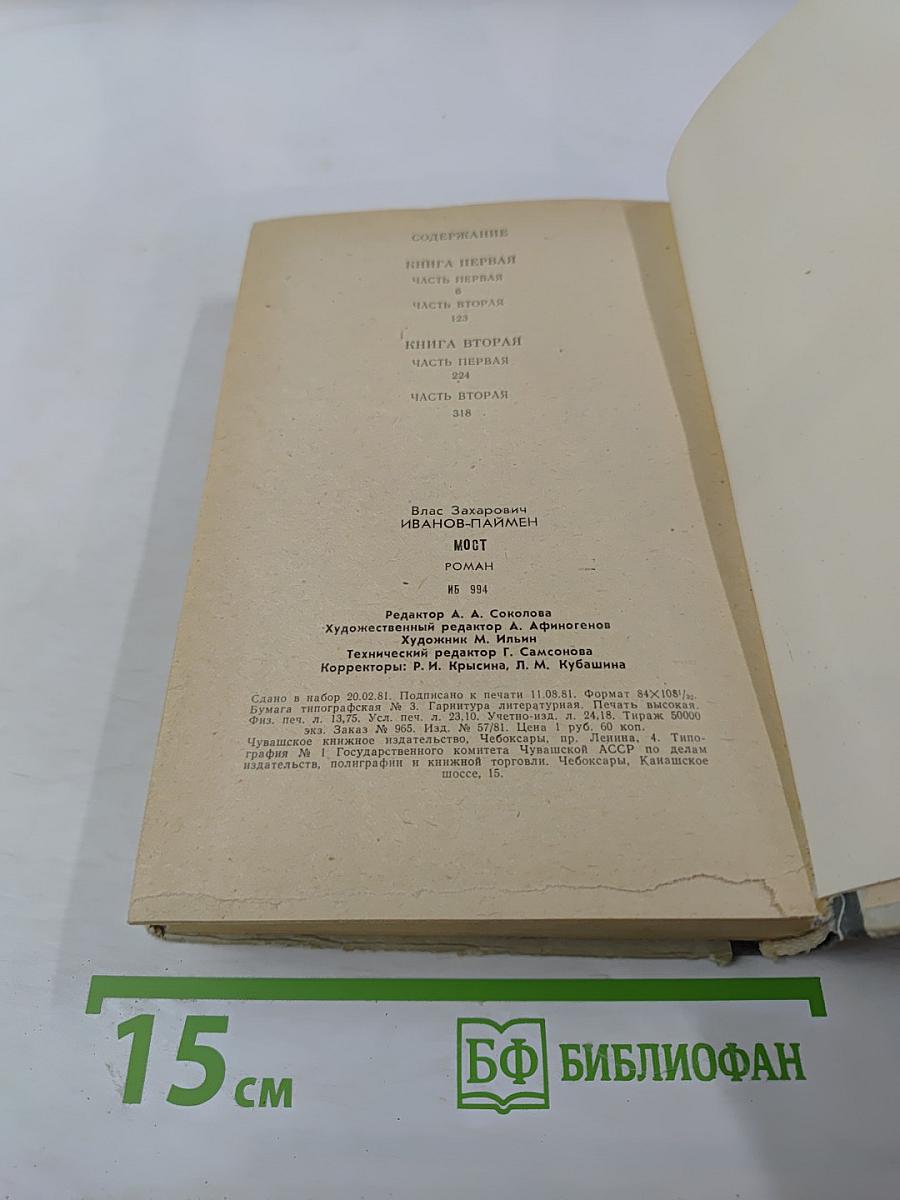 СОДЕРЖАНИЕ
КНИГА ПЕРВАЯ
ЧАСТЬ ПЕРВАЯ
6
ЧАСТЬ ВТОРАЯ
123
КНИГА ВТОРАЯ
ЧАСТЬ ПЕРВАЯ
224
ЧАСТЬ ВТОРАЯ
318
Влас Захарович
ИВАНОВ-ПАЙМЕН
МОСТ
РОМАН
ИБ 994
Редактор А. А. Соколова
Художественный редактор А. Афиногенов
Художник М. Ильин
Технический редактор Г. Самсонова
Корректоры: Р. И. Крысина, Л. М. Кубашина
Сдано в набор 20.02.81. Подписано к печати 11.08.81. Формат 84×108¹/₃₂.
Бумага типографская № 3. Гарнитура литературная. Печать высокая.
Физ. печ. л. 13,75. Усл. печ. л. 23,10. Учетно-изд. л. 24,18. Тираж 50000
экз. Заказ № 965. Изд. № 57/81. Цена 1 руб. 60 коп.
Чувашское книжное издательство, Чебоксары, пр. Ленина, 4. Типо-
графия № 1 Государственного комитета Чувашской АССР по делам
издательств, полиграфии и книжной торговли. Чебоксары, Канашское
шоссе, 15.
15 см
БФ БИБЛИОФАН